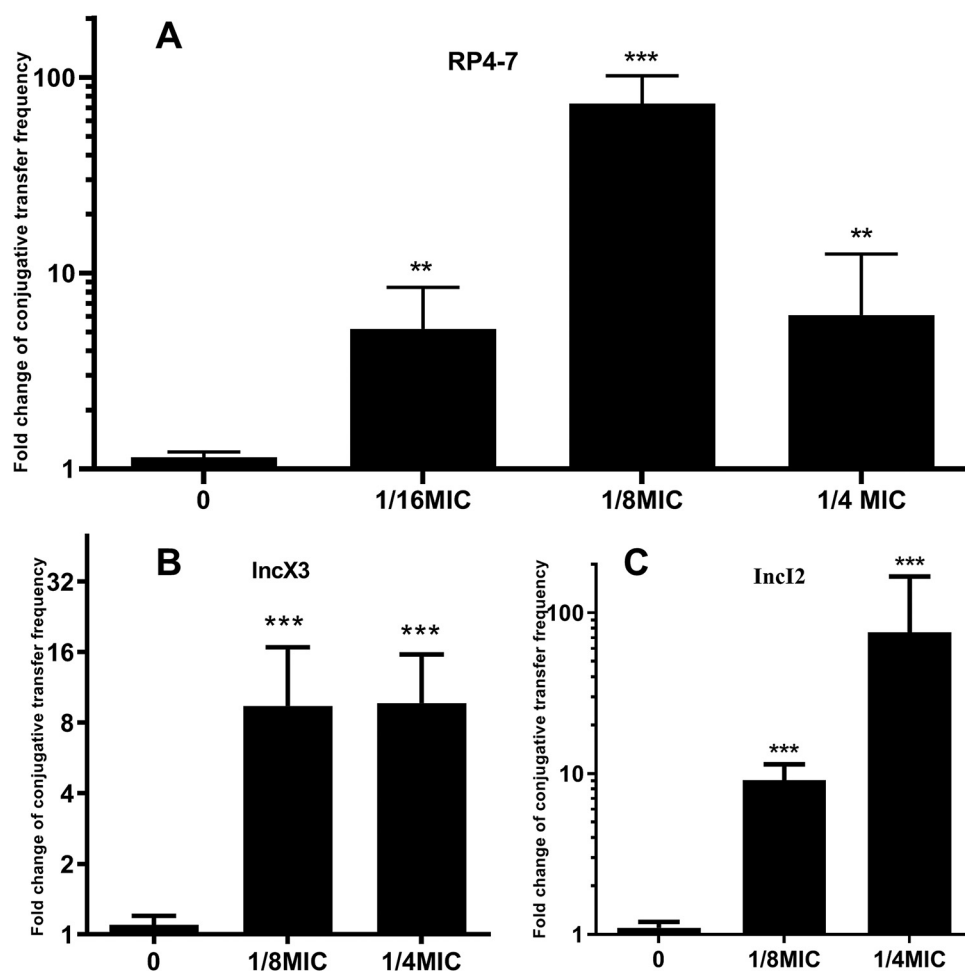 A
RP4-7
Fold change of conjugative transfer frequency
100
10
1
**
***
**
0
1/16MIC
1/8MIC
1/4 MIC
B
IncX3
Fold change of conjugative transfer frequency
32
16
8
4
2
1
***
***
0
1/8MIC
1/4MIC
C
IncI2
Fold change of conjugative transfer frequency
100
10
1
***
***
0
1/8MIC
1/4MIC